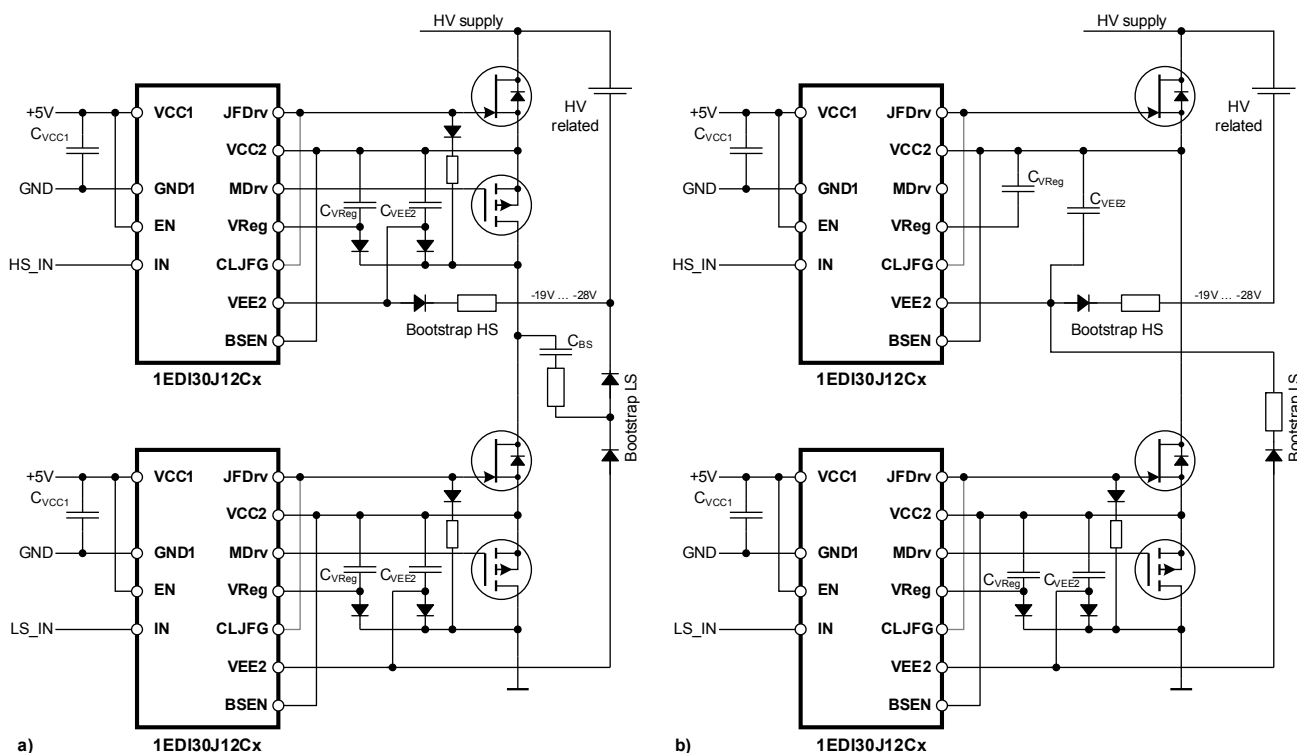 HV supply
+5V
VCC1
JFDrv
HV
related
CVCC1
VCC2
GND
GND1
MDrv
CVReg
CVEE2
EN
VReg
HS_IN
IN
CLJFG
VEE2
-19V ... -28V
Bootstrap HS
BSEN
CBS
1EDI30J12Cx
Bootstrap LS
+5V
VCC1
JFDrv
CVCC1
VCC2
GND
GND1
MDrv
CVReg
CVEE2
EN
VReg
LS_IN
IN
CLJFG
VEE2
BSEN
a)
1EDI30J12Cx
HV supply
+5V
VCC1
JFDrv
HV
related
CVCC1
VCC2
GND
GND1
MDrv
CVReg
CVEE2
EN
VReg
HS_IN
IN
CLJFG
VEE2
-19V ... -28V
Bootstrap HS
BSEN
1EDI30J12Cx
Bootstrap LS
+5V
VCC1
JFDrv
CVCC1
VCC2
GND
GND1
MDrv
CVReg
CVEE2
EN
VReg
LS_IN
IN
CLJFG
VEE2
BSEN
b)
1EDI30J12Cx